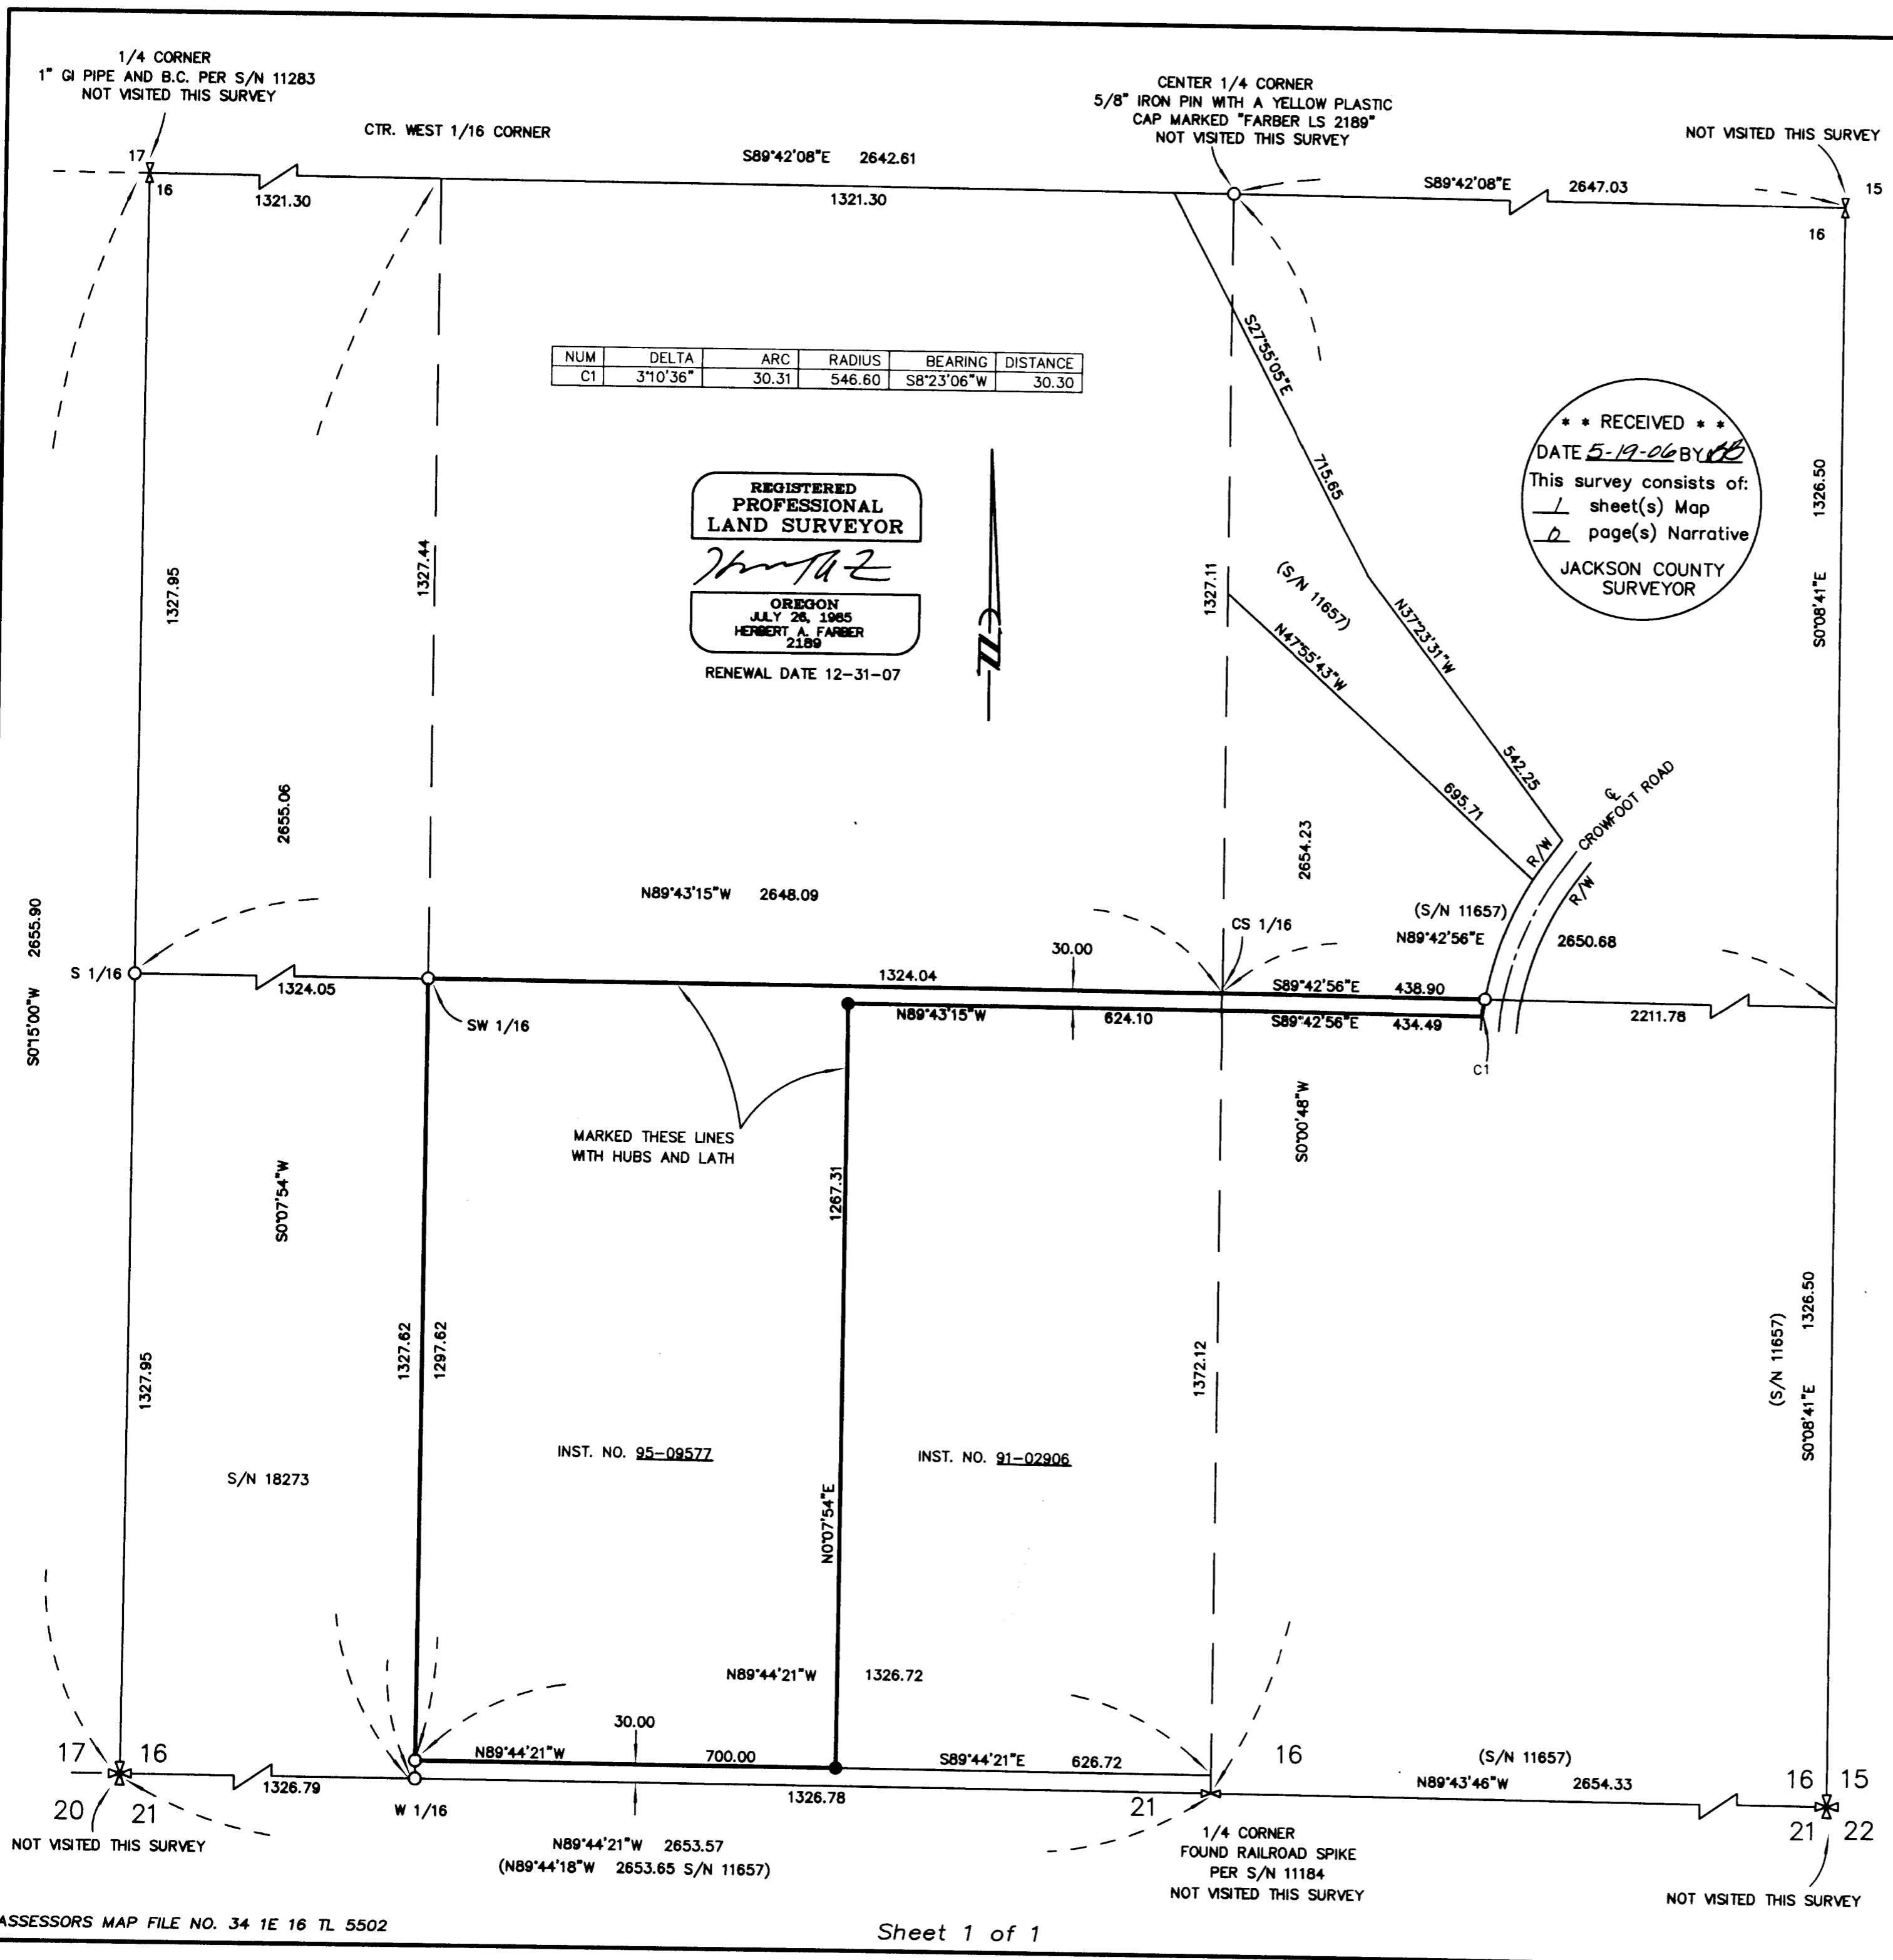 1/4 CORNER
1" GI PIPE AND B.C. PER S/N 11283
NOT VISITED THIS SURVEY
CTR. WEST 1/16 CORNER
CENTER 1/4 CORNER
5/8" IRON PIN WITH A YELLOW PLASTIC
CAP MARKED "FARBER LS 2189"
NOT VISITED THIS SURVEY
NOT VISITED THIS SURVEY
17
16
S89°42'08"E 2642.61
1321.30
1321.30
S89°42'08"E 2647.03
15
16
NUM DELTA ARC RADIUS BEARING DISTANCE
C1 3°10'36" 30.31 546.60 S8°23'06"W 30.30
S27°55'05"E
715.65
* * RECEIVED * *
DATE 5-19-06 BY
This survey consists of:
1 sheet(s) Map
0 page(s) Narrative
JACKSON COUNTY
SURVEYOR
REGISTERED
PROFESSIONAL
LAND SURVEYOR
OREGON
JULY 26, 1985
HERBERT A. FARBER
2189
RENEWAL DATE 12-31-07
1327.95
1327.44
1327.11
(S/N 11657)
N47°55'43"W
695.71
N37°23'31"W
542.25
1326.50
S0°08'41"E
2655.06
2654.23
R/W
CROWFOOT ROAD
R/W
S0°15'00"W 2655.90
N89°43'15"W 2648.09
(S/N 11657)
N89°42'56"E
2650.68
CS 1/16
30.00
S 1/16
1324.05
1324.04
S89°42'56"E 438.90
SW 1/16
N89°43'15"W
624.10
S89°42'56"E 434.49
2211.78
C1
MARKED THESE LINES
WITH HUBS AND LATH
S0°07'54"W
1267.31
S0°00'48"W
1327.95
1327.62
1297.62
1372.12
(S/N 11657)
S0°08'41"E 1326.50
S/N 18273
INST. NO. 95-09577
INST. NO. 91-02906
N0°07'54"E
N89°44'21"W 1326.72
30.00
17 16
N89°44'21"W
700.00
S89°44'21"E 626.72
16
(S/N 11657)
1326.79
W 1/16
1326.78
21
N89°43'46"W 2654.33
16 15
20 21
21 22
NOT VISITED THIS SURVEY
N89°44'21"W 2653.57
(N89°44'18"W 2653.65 S/N 11657)
1/4 CORNER
FOUND RAILROAD SPIKE
PER S/N 11184
NOT VISITED THIS SURVEY
NOT VISITED THIS SURVEY
ASSESSORS MAP FILE NO. 34 1E 16 TL 5502
Sheet 1 of 1